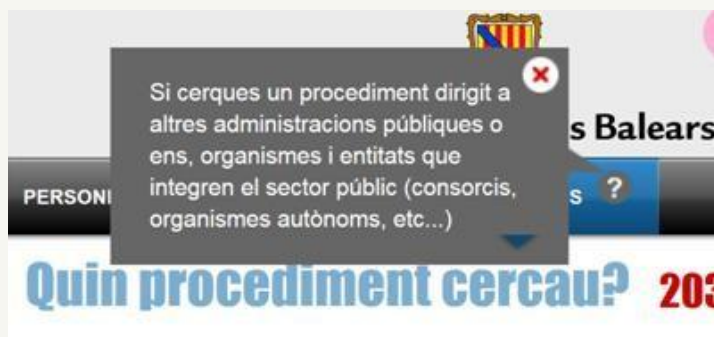 Si cerques un procediment dirigit a
altres administracions públiques o
ens, organismes i entitats que
integren el sector públic (consorcis,
organismes autònoms, etc...)
s Balears
PERSON
S ?
Quin procediment cercau? 203